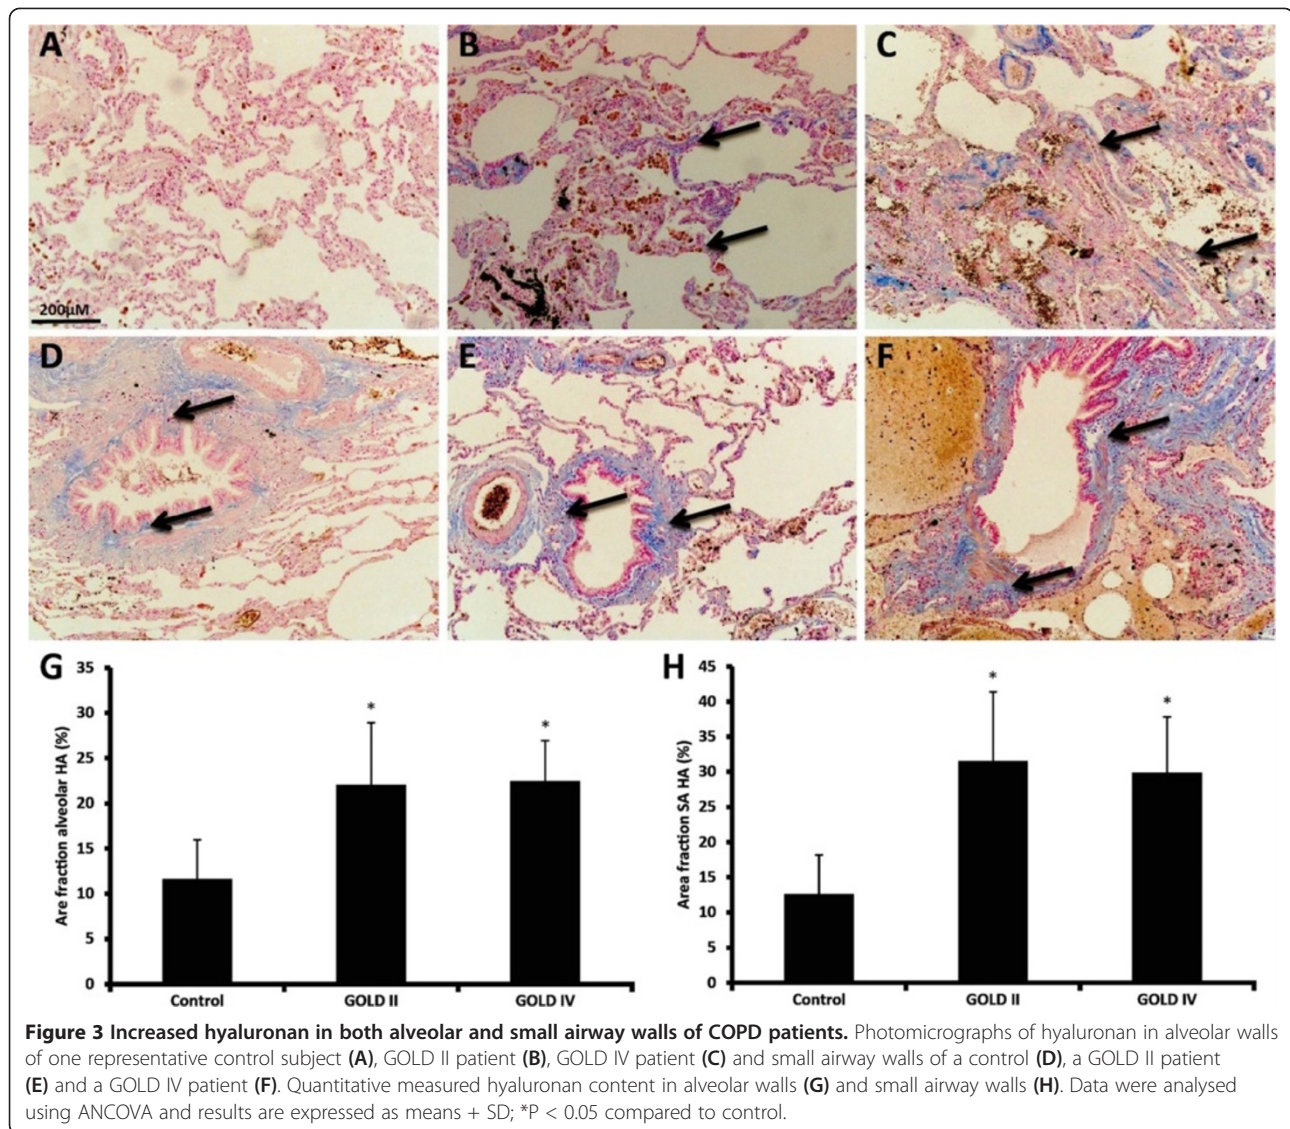 A
B
C
200µM
D
E
F
G
35
30
25
20
15
10
5
0
Are fraction alveolar HA (%)
*
*
Control
GOLD II
GOLD IV
H
45
40
35
30
25
20
15
10
5
0
Area fraction SA HA (%)
*
*
Control
GOLD II
GOLD IV
Figure 3 Increased hyaluronan in both alveolar and small airway walls of COPD patients. Photomicrographs of hyaluronan in alveolar walls
of one representative control subject (A), GOLD II patient (B), GOLD IV patient (C) and small airway walls of a control (D), a GOLD II patient
(E) and a GOLD IV patient (F). Quantitative measured hyaluronan content in alveolar walls (G) and small airway walls (H). Data were analysed
using ANCOVA and results are expressed as means + SD; *P < 0.05 compared to control.